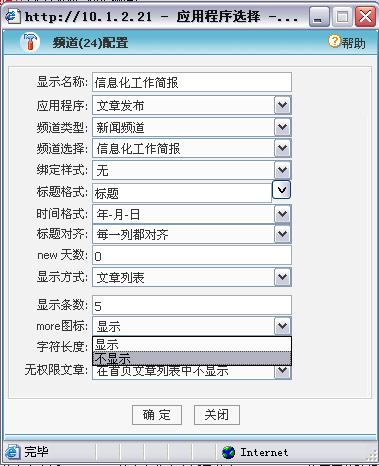 http://10.1.2.21 - 应用程序选择 - ...
频道(24)配置
帮助
显示名称: 信息化工作简报
应用程序: 文章发布
频道类型: 新闻频道
频道选择: 信息化工作简报
绑定样式: 无
标题格式: 标题
时间格式: 年-月-日
标题对齐: 每一列都对齐
new 天数: 0
显示方式: 文章列表
显示条数: 5
more图标: 显示
字符长度: 显示
不显示
无权限文章: 在首页文章列表中不显示
确 定 关闭
完毕 Internet